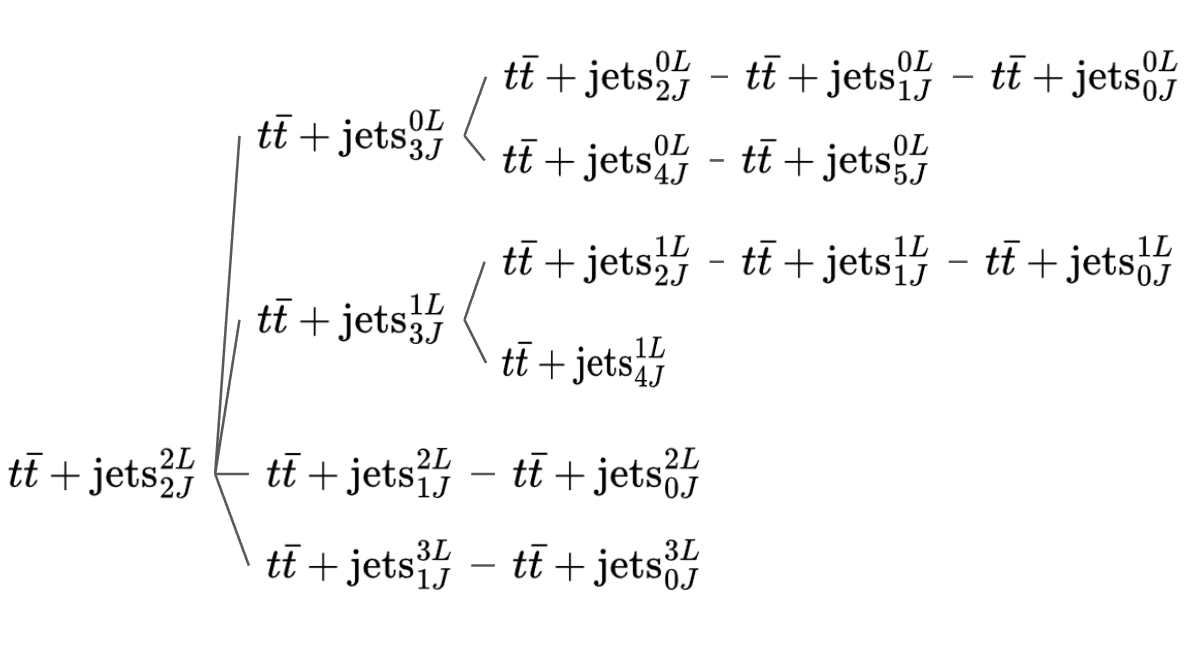 $t\bar{t} + \text{jets}^{0L}_{2J}$ – $t\bar{t} + \text{jets}^{0L}_{1J}$ – $t\bar{t} + \text{jets}^{0L}_{0J}$
$t\bar{t} + \text{jets}^{0L}_{3J}$
$t\bar{t} + \text{jets}^{0L}_{4J}$ – $t\bar{t} + \text{jets}^{0L}_{5J}$
$t\bar{t} + \text{jets}^{1L}_{2J}$ – $t\bar{t} + \text{jets}^{1L}_{1J}$ – $t\bar{t} + \text{jets}^{1L}_{0J}$
$t\bar{t} + \text{jets}^{1L}_{3J}$
$t\bar{t} + \text{jets}^{1L}_{4J}$
$t\bar{t} + \text{jets}^{2L}_{2J}$ – $t\bar{t} + \text{jets}^{2L}_{1J}$ – $t\bar{t} + \text{jets}^{2L}_{0J}$
$t\bar{t} + \text{jets}^{3L}_{1J}$ – $t\bar{t} + \text{jets}^{3L}_{0J}$